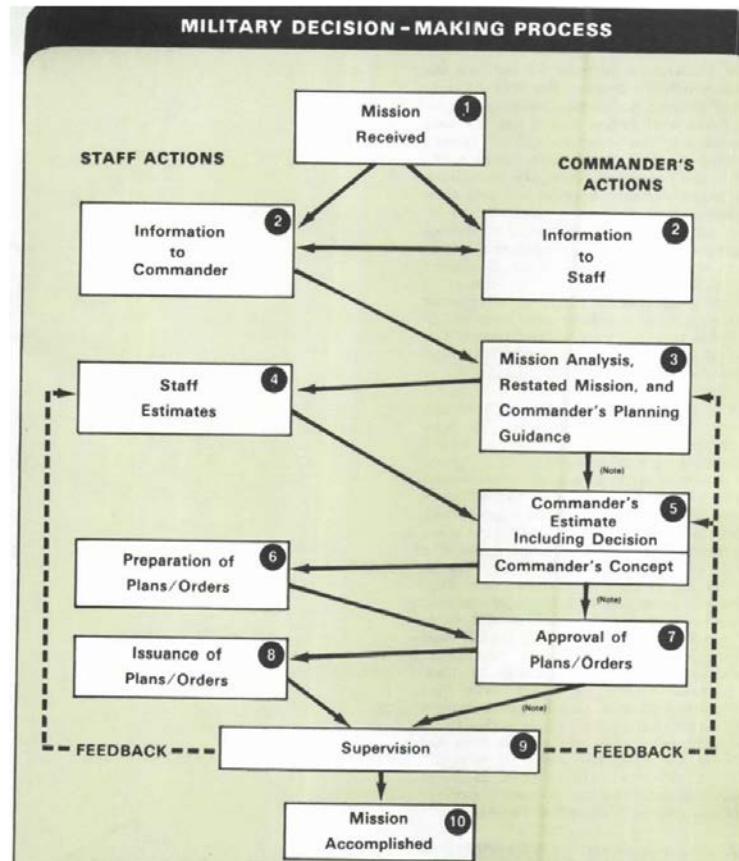 MILITARY DECISION-MAKING PROCESS
1
Mission
Received
STAFF ACTIONS
COMMANDER'S
ACTIONS
2
Information
to
Commander
2
Information
to
Staff
3
Mission Analysis,
Restated Mission, and
Commander's Planning
Guidance
4
Staff
Estimates
(Note)
5
Commander's
Estimate
Including Decision
Commander's Concept
6
Preparation of
Plans/Orders
(Note)
7
Approval of
Plans/Orders
8
Issuance of
Plans/Orders
(Note)
FEEDBACK
Supervision
9
FEEDBACK
Mission
Accomplished
10